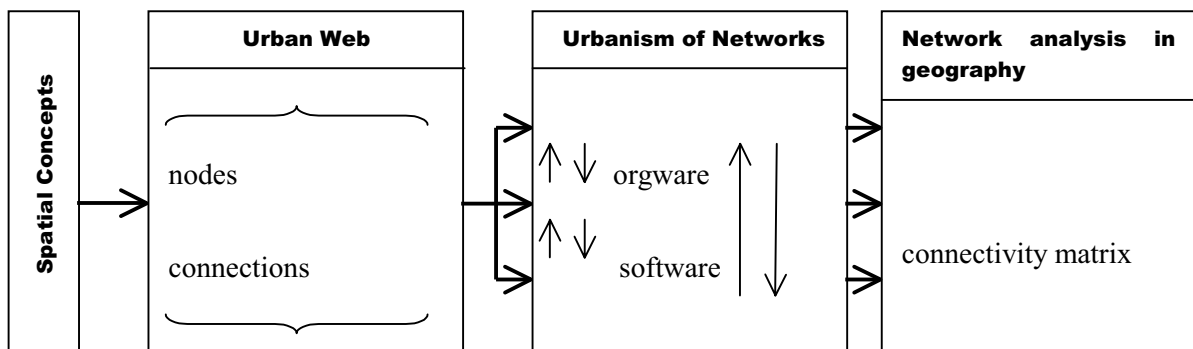 Spatial Concepts
Urban Web
nodes
connections
Urbanism of Networks
orgware
software
Network analysis in
geography
connectivity matrix